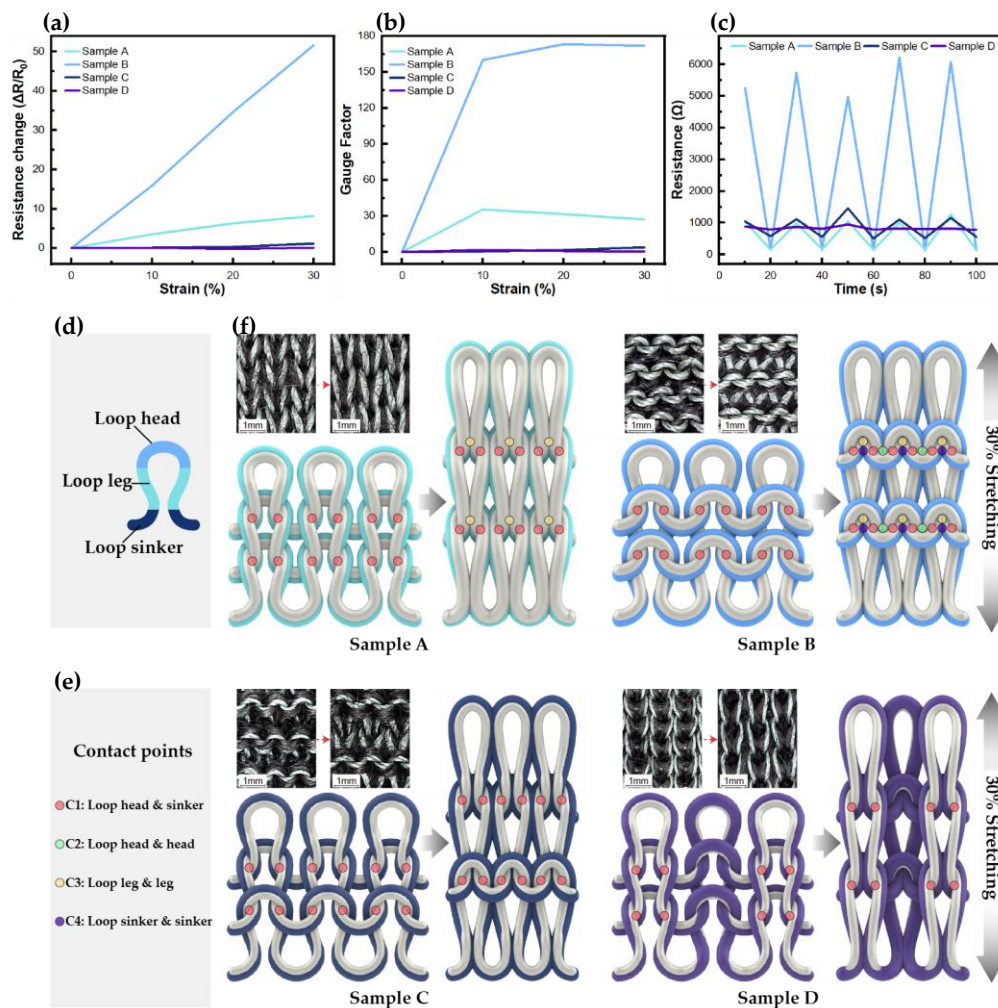 (a)
Resistance change (ΔR/R₀)
50
40
30
20
10
0
Sample A
Sample B
Sample C
Sample D
0 10 20 30
Strain (%)
(b)
Gauge Factor
180
150
120
90
60
30
0
Sample A
Sample B
Sample C
Sample D
0 10 20 30
Strain (%)
(c)
Resistance (Ω)
Sample A Sample B Sample C Sample D
6000
5000
4000
3000
2000
1000
0
0 20 40 60 80 100
Time (s)
(d)
Loop head
Loop leg
Loop sinker
(f)
1mm 1mm
Sample A
1mm 1mm
Sample B
30% Stretching
(e)
Contact points
C1: Loop head & sinker
C2: Loop head & head
C3: Loop leg & leg
C4: Loop sinker & sinker
1mm 1mm
Sample C
1mm 1mm
Sample D
30% Stretching